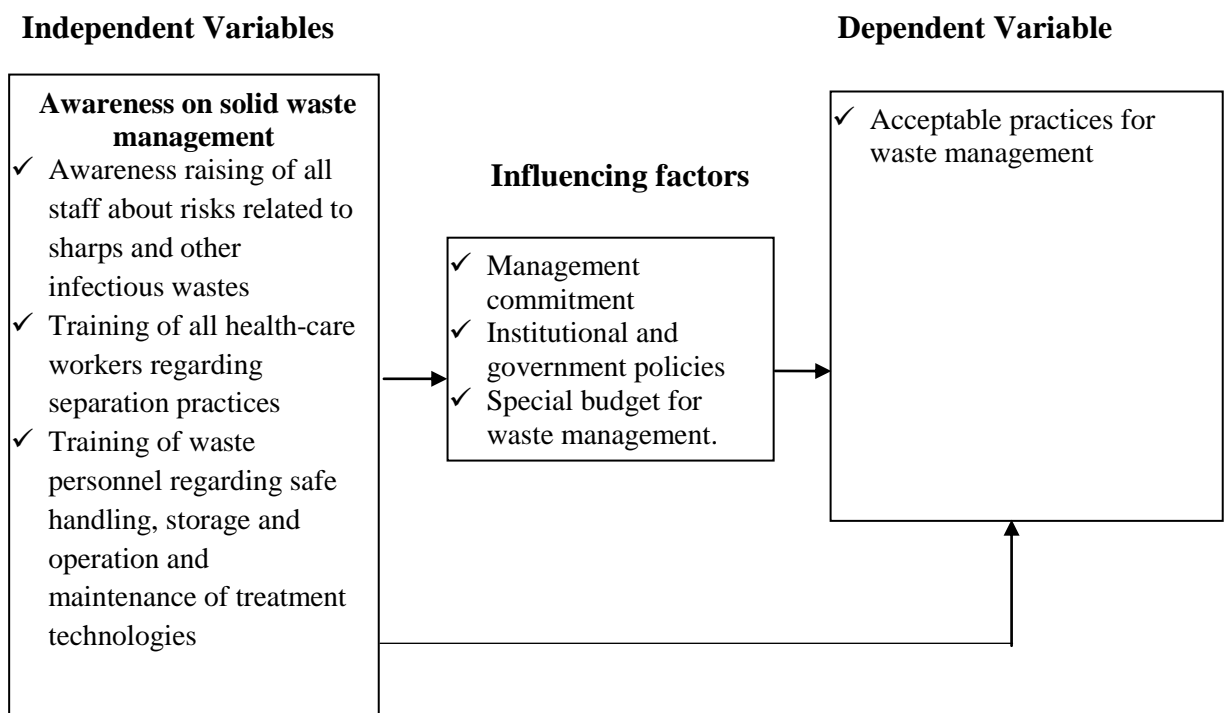 Independent Variables
Awareness on solid waste
management
✓ Awareness raising of all
staff about risks related to
sharps and other
infectious wastes
✓ Training of all health-care
workers regarding
separation practices
✓ Training of waste
personnel regarding safe
handling, storage and
operation and
maintenance of treatment
technologies
Influencing factors
✓ Management
commitment
✓ Institutional and
government policies
✓ Special budget for
waste management.
Dependent Variable
✓ Acceptable practices for
waste management